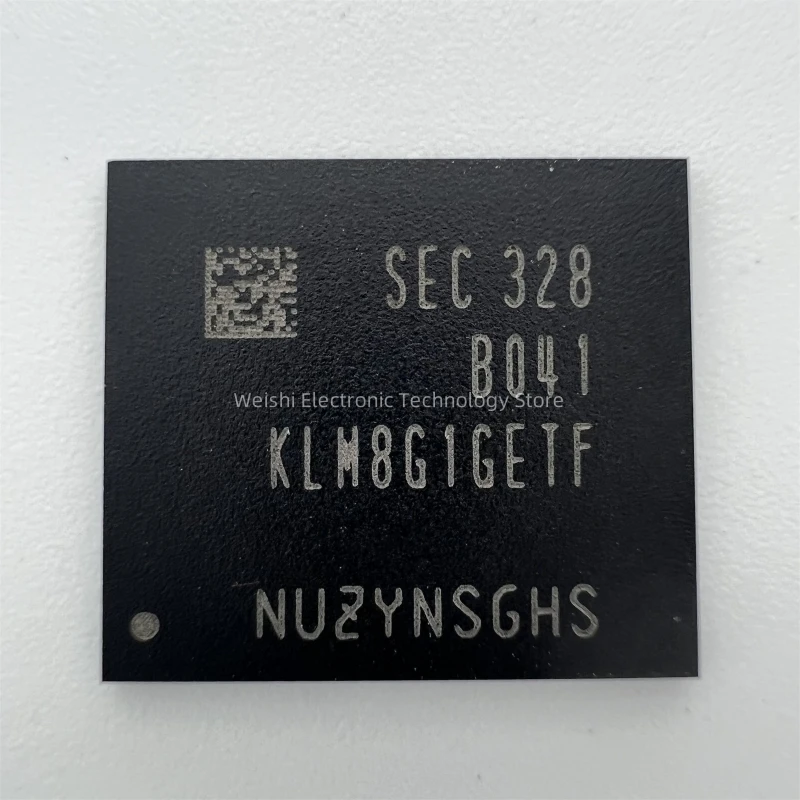 SEC 328
B041
Weishi Electronic Technology Store
KLM8G1GETF
NUZYNSGHS